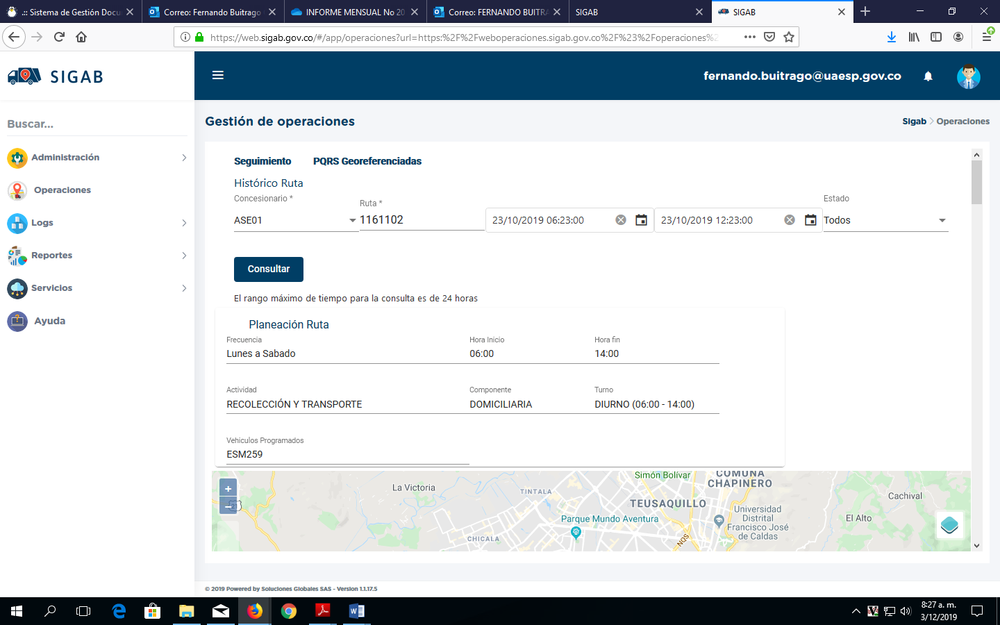 .:: Sistema de Gestión Docu
Correo: Fernando Buitrago
INFORME MENSUAL No 20
Correo: FERNANDO BUITRA
SIGAB
SIGAB
https://web.sigab.gov.co/#/app/operaciones?url=https:%2F%2Fweboperaciones.sigab.gov.co%2F%23%2Foperaciones%2
SIGAB
fernando.buitrago@uaesp.gov.co
Buscar...
Gestión de operaciones
Sigab > Operaciones
Administración
Operaciones
Logs
Reportes
Servicios
Ayuda
Seguimiento PQRS Georeferenciadas
Histórico Ruta
Concesionario * Ruta * Estado
ASE01 1161102 23/10/2019 06:23:00 23/10/2019 12:23:00 Todos
Consultar
El rango máximo de tiempo para la consulta es de 24 horas
Planeación Ruta
Frecuencia Hora Inicio Hora fin
Lunes a Sabado 06:00 14:00
Actividad Componente Turno
RECOLECCIÓN Y TRANSPORTE DOMICILIARIA DIURNO (06:00 - 14:00)
Vehiculos Programados
ESM259
+
−
La Victoria
TINTALA
Simón Bolívar
COMUNA
CHAPINERO
TEUSAQUILLO
Parque Mundo Aventura
CHICALA
NQS
Universidad
Distrital
Francisco José
de Caldas
El Alto
Cachival
© 2019 Powered by Soluciones Globales SAS - Version 1.1.17.5
8:27 a. m.
3/12/2019